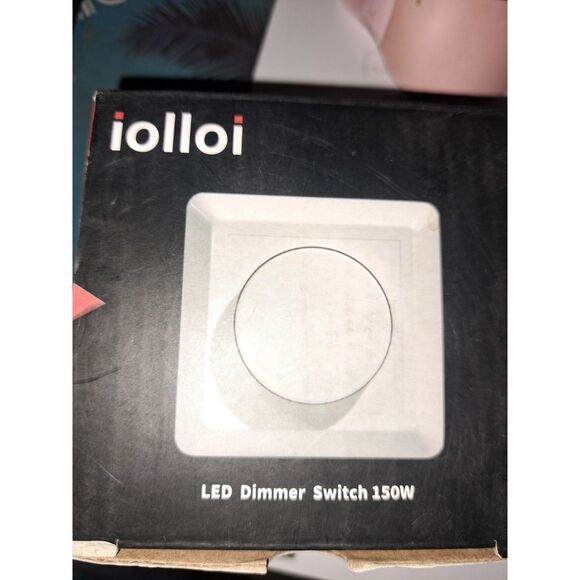 iolloi
LED Dimmer Switch 150W